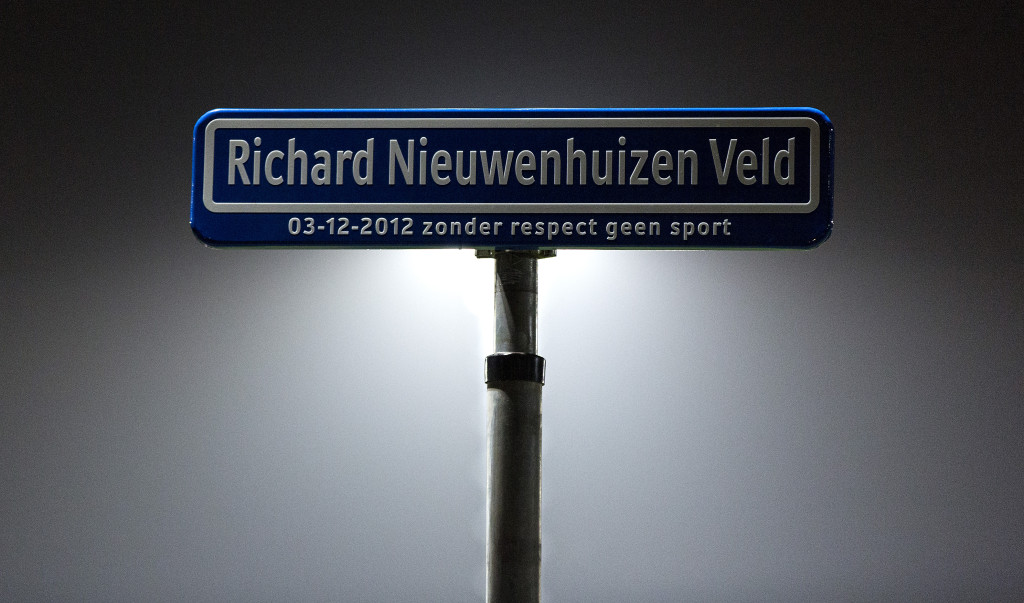 Richard Nieuwenhuizen Veld
03-12-2012 zonder respect geen sport